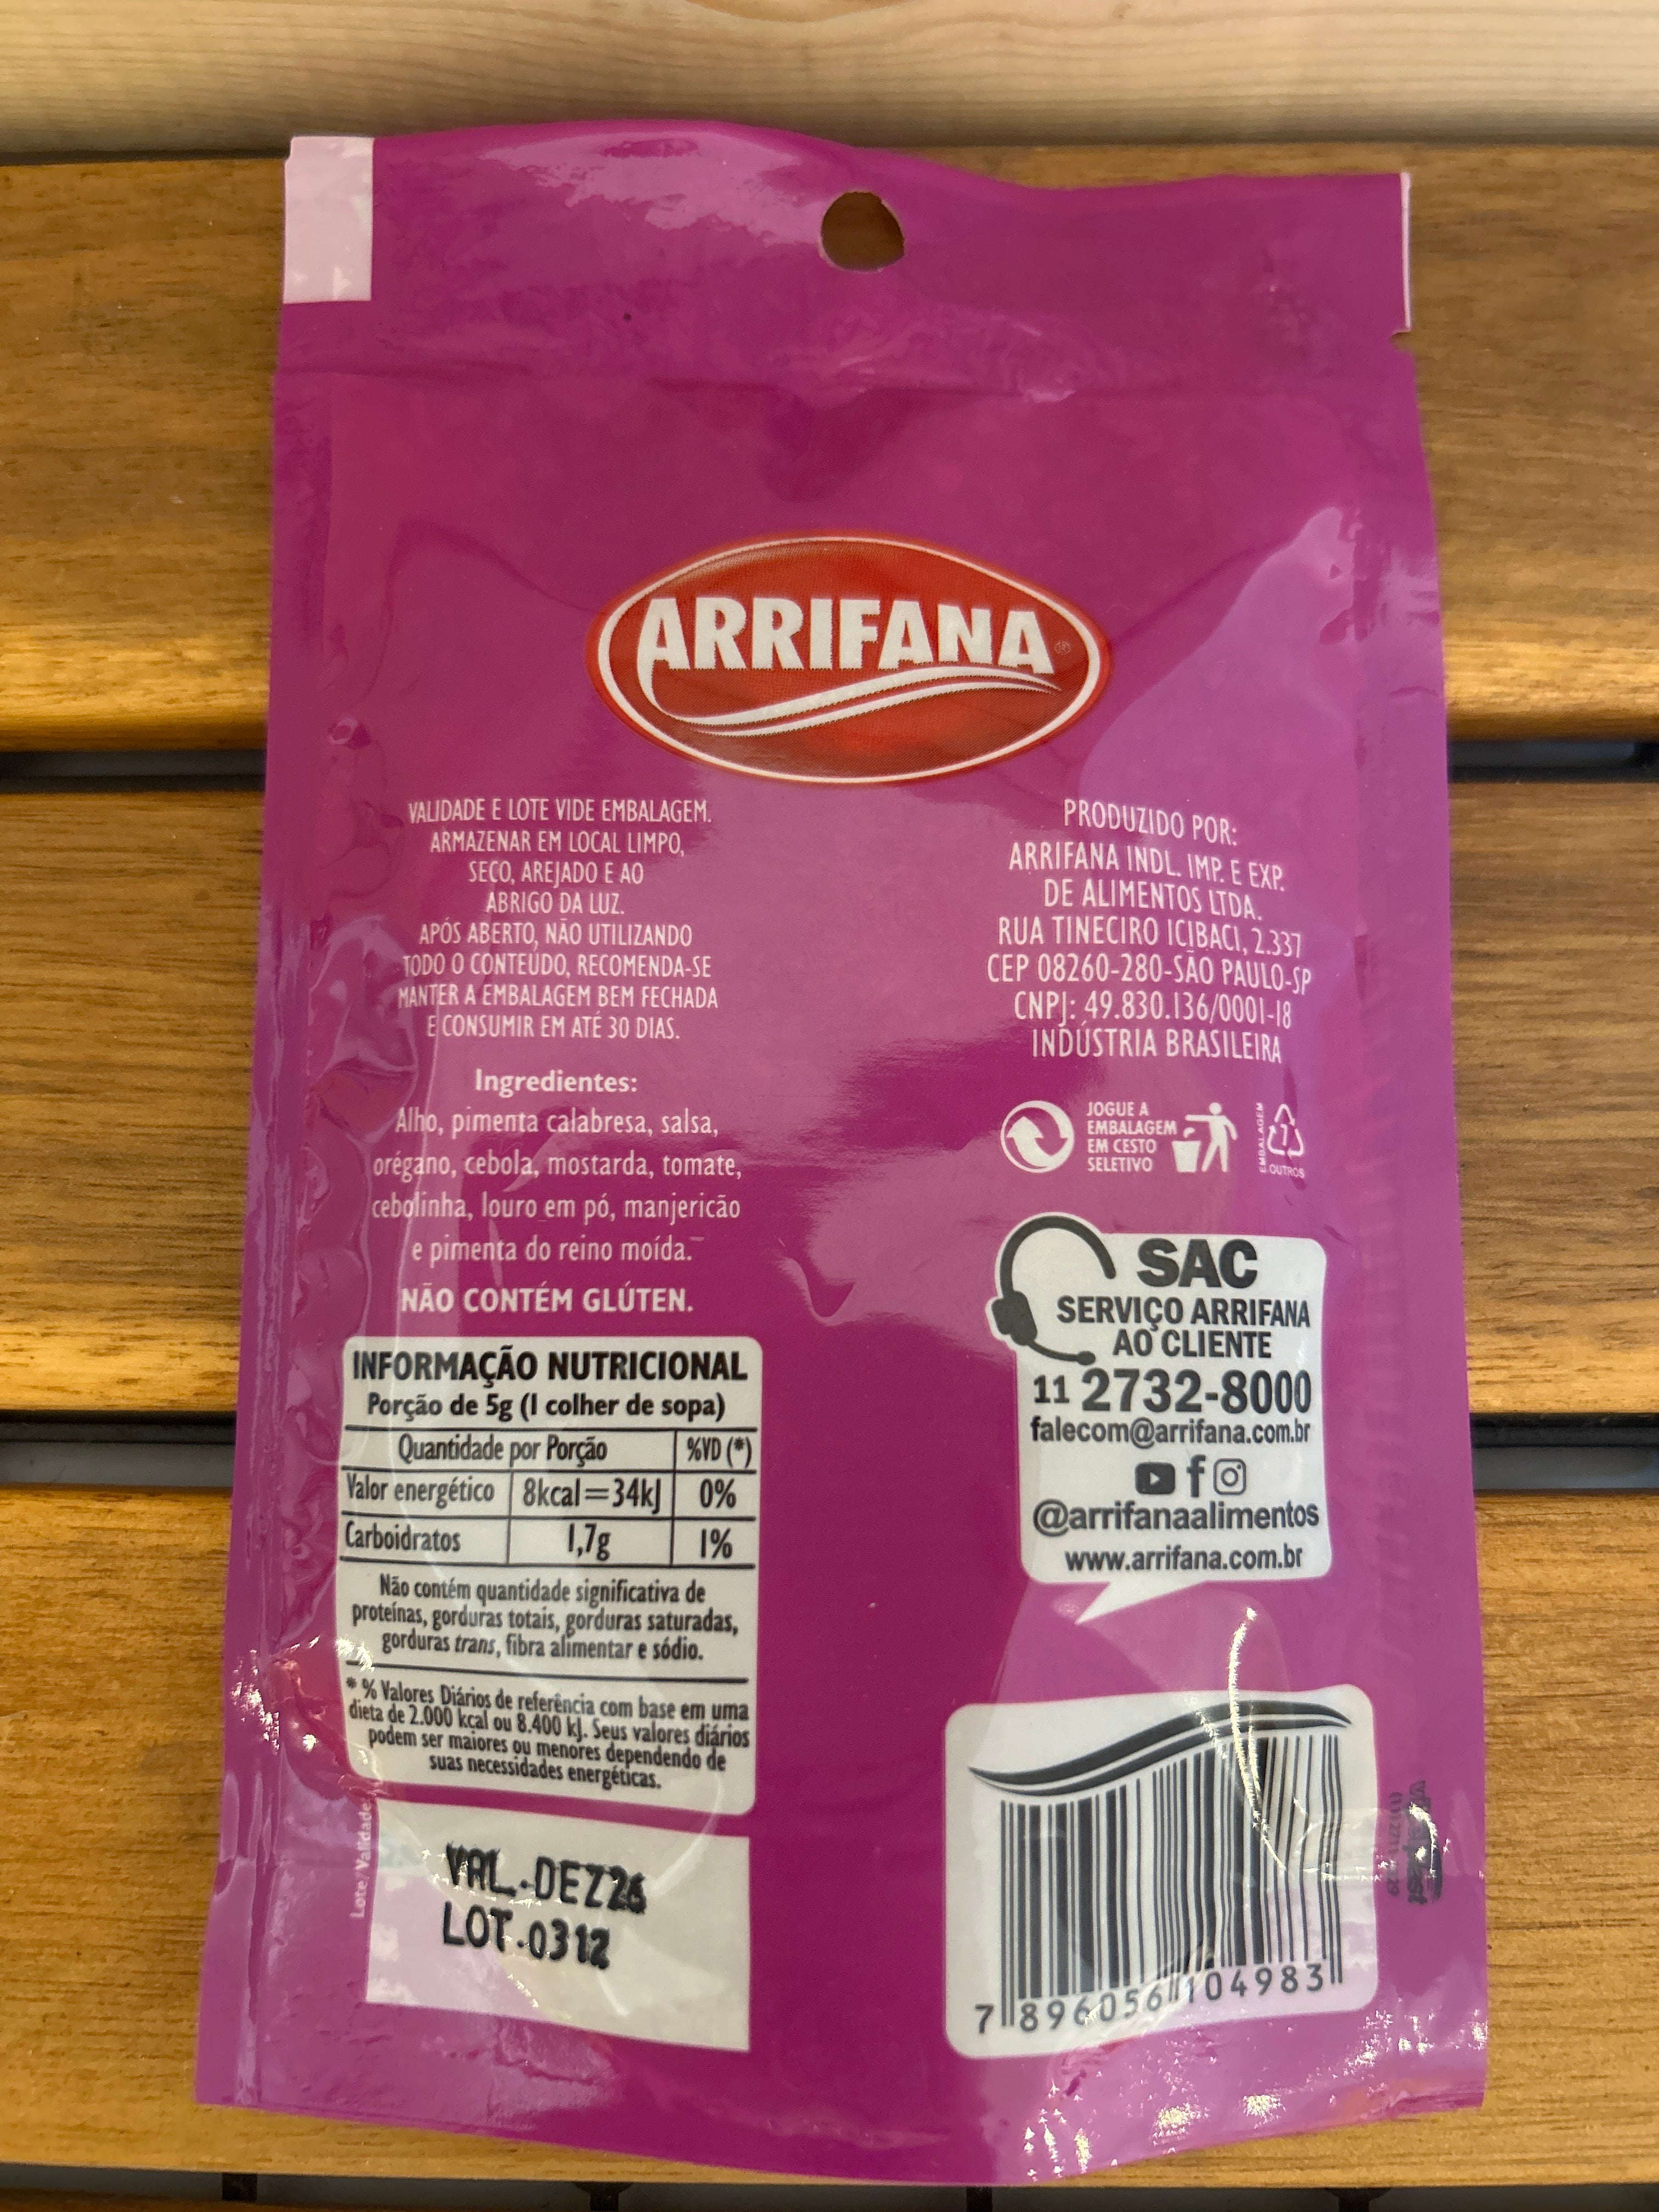 ARRIFANA
VALIDADE E LOTE VIDE EMBALAGEM.
ARMAZENAR EM LOCAL LIMPO,
SECO, AREJADO E AO
ABRIGO DA LUZ.
APÓS ABERTO, NÃO UTILIZANDO
TODO O CONTEÚDO, RECOMENDA-SE
MANTER A EMBALAGEM BEM FECHADA
E CONSUMIR EM ATÉ 30 DIAS.
Ingredientes:
Alho, pimenta calabresa, salsa,
orégano, cebola, mostarda, tomate,
cebolinha, louro em pó, manjericão
e pimenta do reino moída.
NÃO CONTÉM GLÚTEN.
INFORMAÇÃO NUTRICIONAL
Porção de 5g (1 colher de sopa)
Quantidade por Porção %VD (*)
Valor energético 8kcal=34kJ 0%
Carboidratos 1,7g 1%
Não contém quantidade significativa de
proteínas, gorduras totais, gorduras saturadas,
gorduras trans, fibra alimentar e sódio.
* % Valores Diários de referência com base em uma
dieta de 2.000 kcal ou 8.400 kJ. Seus valores diários
podem ser maiores ou menores dependendo de
suas necessidades energéticas.
Lote/Validade:
VAL.-DEZ26
LOT.0312
PRODUZIDO POR:
ARRIFANA INDL. IMP. E EXP.
DE ALIMENTOS LTDA.
RUA TINECIRO ICIBACI, 2.337
CEP 08260-280-SÃO PAULO-SP
CNPJ: 49.830.136/0001-18
INDÚSTRIA BRASILEIRA
JOGUE A
EMBALAGEM
EM CESTO
SELETIVO
EMBALAGEM
7
OUTROS
SAC
SERVIÇO ARRIFANA
AO CLIENTE
11 2732-8000
falecom@arrifana.com.br
@arrifanaalimentos
www.arrifana.com.br
7 896056 104983